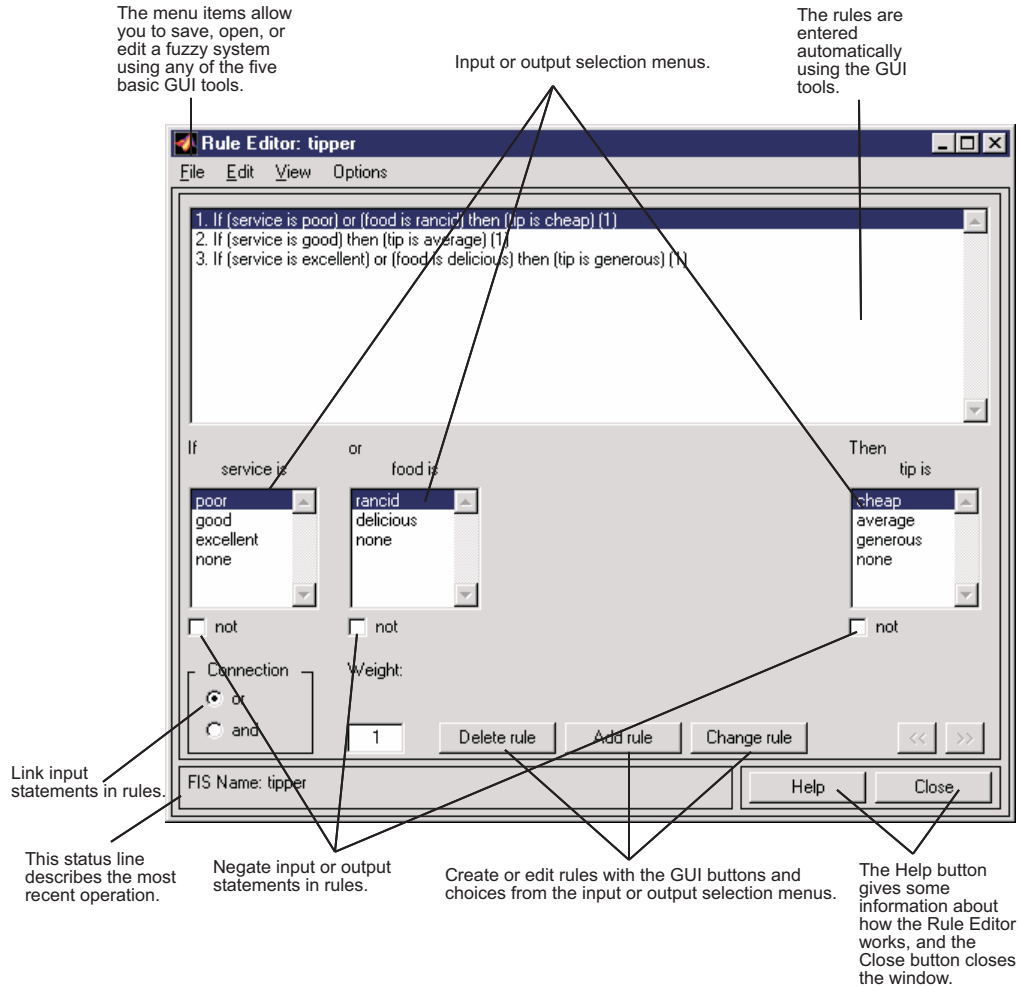 The menu items allow
you to save, open, or
edit a fuzzy system
using any of the five
basic GUI tools.
Input or output selection menus.
The rules are
entered
automatically
using the GUI
tools.
Rule Editor: tipper
File Edit View Options
1. If (service is poor) or (food is rancid) then (tip is cheap) (1)
2. If (service is good) then (tip is average) (1)
3. If (service is excellent) or (food is delicious) then (tip is generous) (1)
If
service is
poor
good
excellent
none
not
or
food is
rancid
delicious
none
not
Then
tip is
cheap
average
generous
none
not
Connection
or
and
Weight:
1
Delete rule
Add rule
Change rule
<<
>>
FIS Name: tipper
Help
Close
Link input
statements in rules.
This status line
describes the most
recent operation.
Negate input or output
statements in rules.
Create or edit rules with the GUI buttons and
choices from the input or output selection menus.
The Help button
gives some
information about
how the Rule Editor
works, and the
Close button closes
the window.